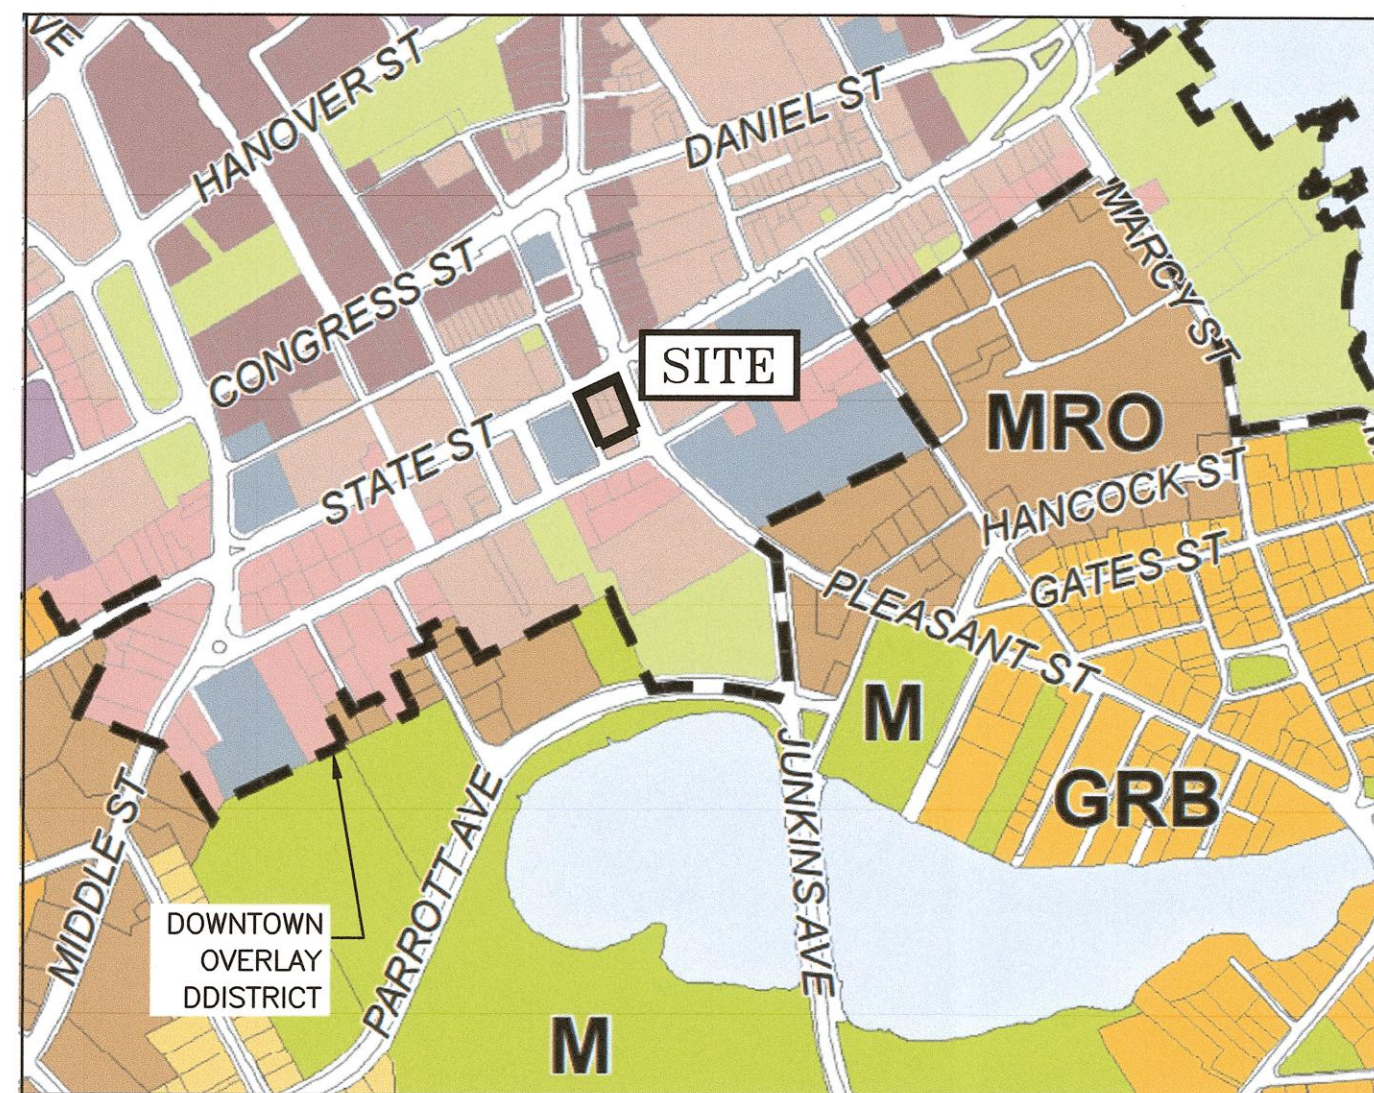 VE
HANOVER ST
DANIEL ST
CONGRESS ST
MARCY ST
SITE
STATE ST
MRO
HANCOCK ST
GATES ST
PLEASANT ST
M
GRB
JUNKINS AVE
MIDDLE ST
PARROTT AVE
DOWNTOWN
OVERLAY
DDISTRICT
M